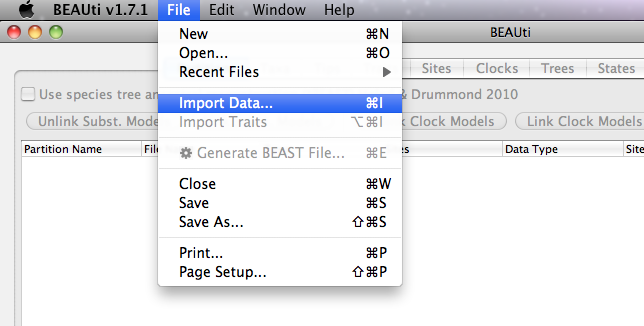 BEAUti v1.7.1 File Edit Window Help
BEAUti
New ⌘N
Open... ⌘O
Recent Files
Sites Clocks Trees States
Import Data... ⌘I
Use species tree an & Drummond 2010
Import Traits ⌥⌘I
Unlink Subst. Mode Clock Models Link Clock Models
Generate BEAST File... ⌘E
Partition Name File es Data Type Site
Close ⌘W
Save ⌘S
Save As... ⇧⌘S
Print... ⌘P
Page Setup... ⇧⌘P